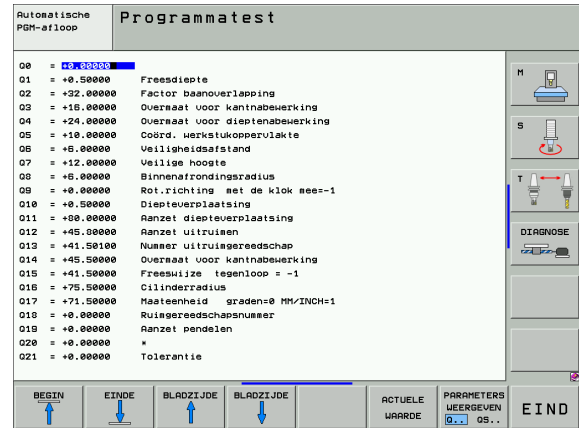 Automatische
PGM-afloop
Programmatest
Q0 = +0.00000
Q1 = +0.50000 Freesdiepte
Q2 = +32.00000 Factor baanoverlapping
Q3 = +16.00000 Overmaat voor kantnabewerking
Q4 = +24.00000 Overmaat voor dieptenabewerking
Q5 = +10.00000 Coörd. werkstukoppervlakte
Q6 = +6.00000 Veiligheidsafstand
Q7 = +12.00000 Veilige hoogte
Q8 = +6.00000 Binnenafrondingsradius
Q9 = +0.00000 Rot.richting met de klok mee=-1
Q10 = +0.50000 Diepteverplaatsing
Q11 = +80.00000 Aanzet diepteverplaatsing
Q12 = +45.80000 Aanzet uitruimen
Q13 = +41.50100 Nummer uitruimgereedschap
Q14 = +45.50000 Overmaat voor kantnabewerking
Q15 = +41.50000 Freeswijze tegenloop = -1
Q16 = +75.50000 Cilinderradius
Q17 = +71.50000 Maateenheid graden=0 MM/INCH=1
Q18 = +0.00000 Ruimgereedschapsnummer
Q19 = +0.00000 Aanzet pendelen
Q20 = +0.00000 *
Q21 = +0.00000 Tolerantie
M
S
T
DIAGNOSE
BEGIN
EINDE
BLADZIJDE
BLADZIJDE
ACTUELE
WAARDE
PARAMETERS
WEERGEVEN
Q.. QS..
EIND